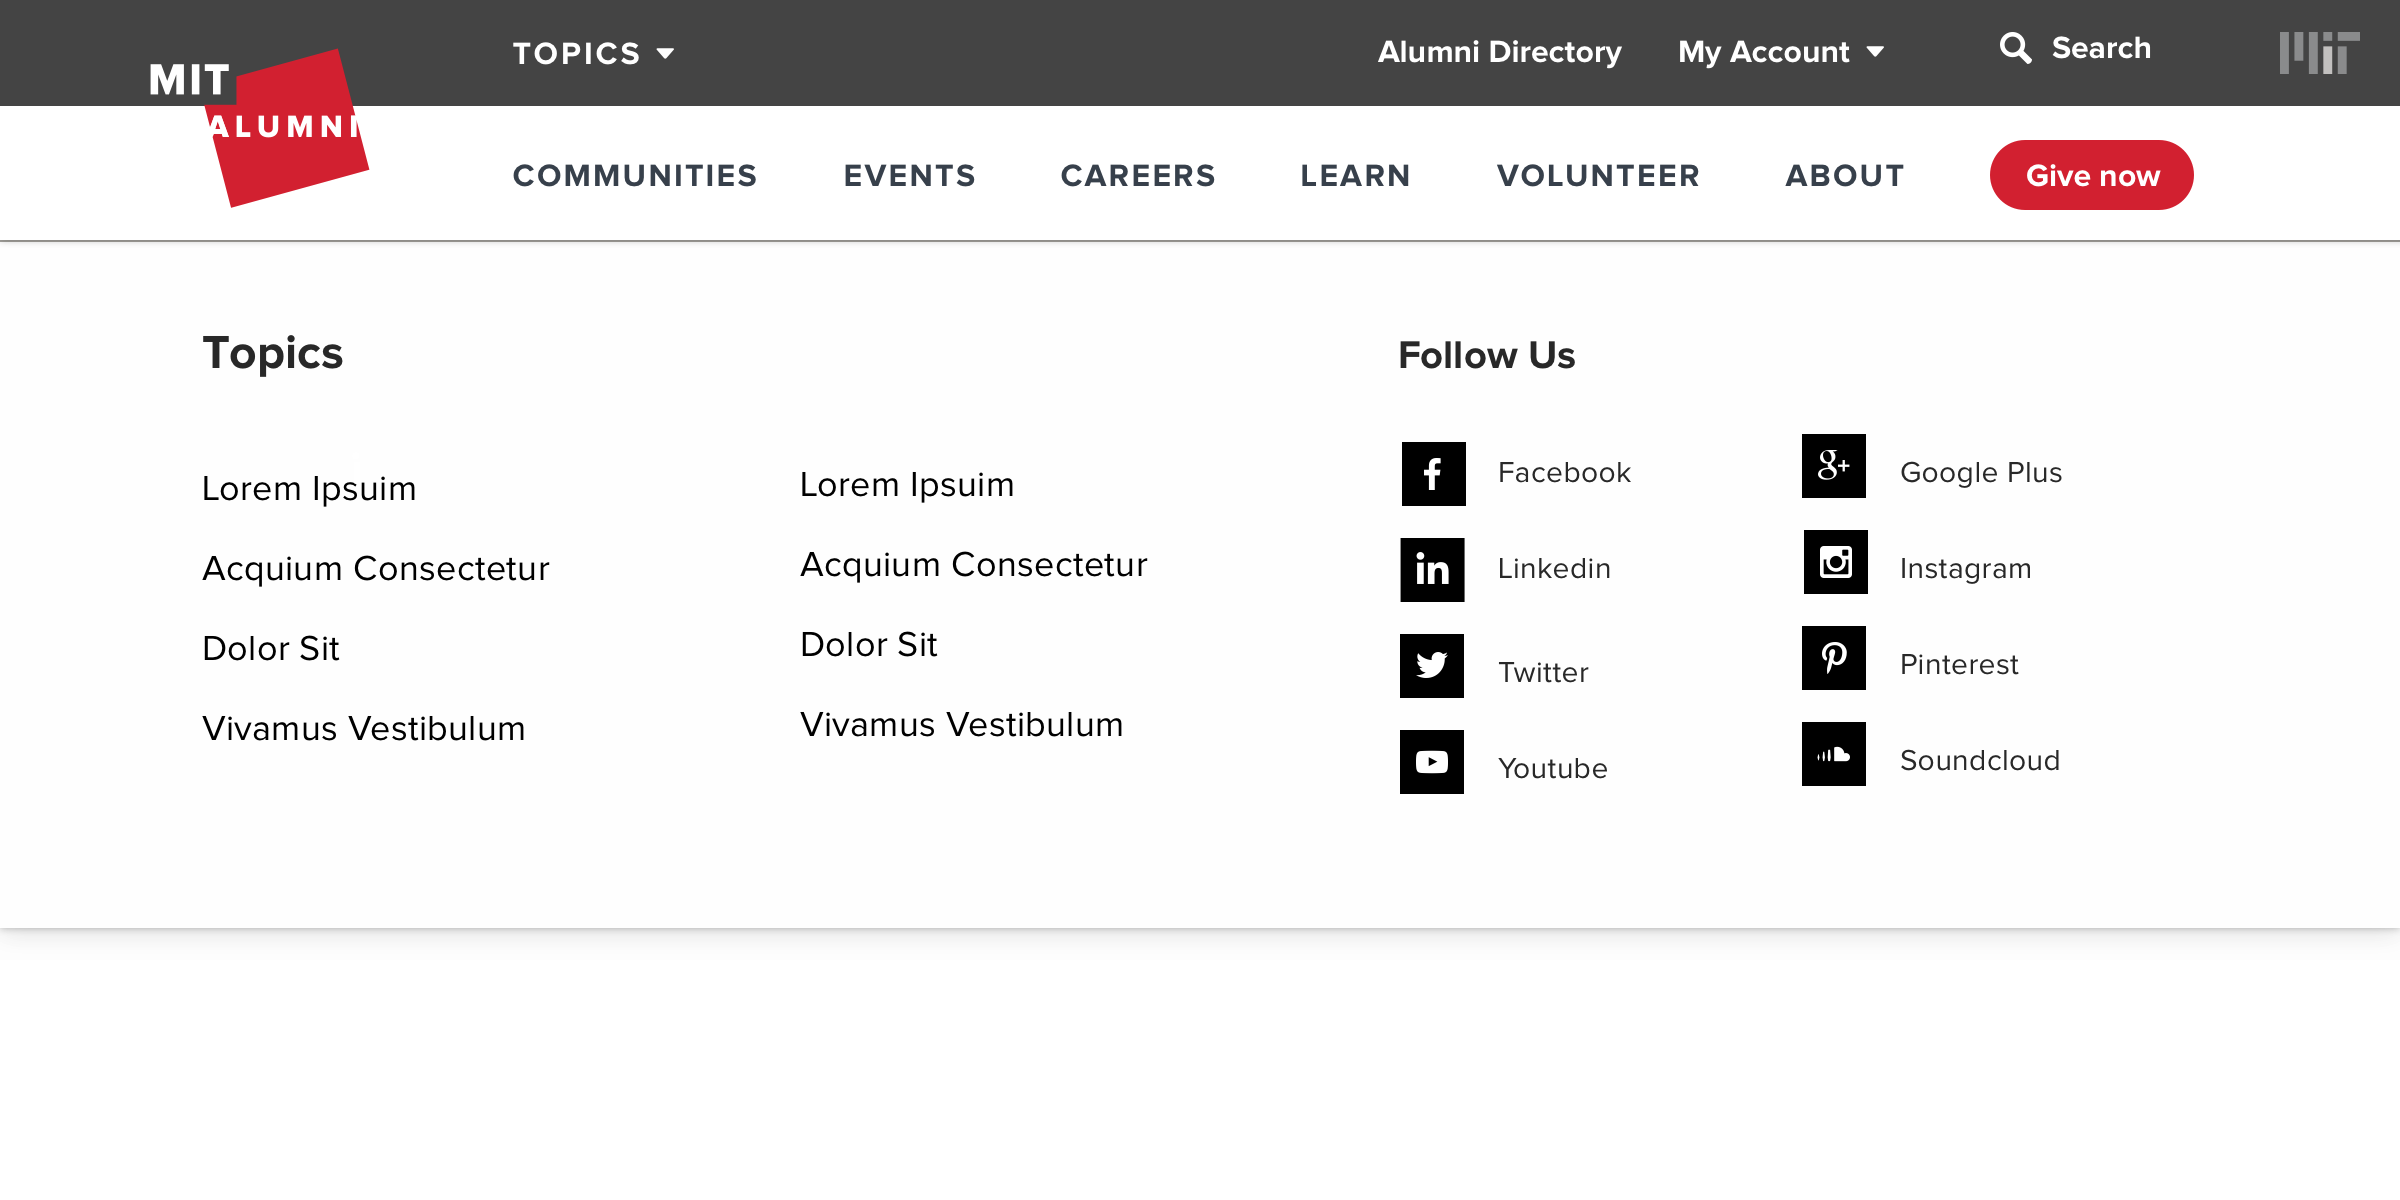 TOPICS
Alumni Directory
My Account
Search
MIT
MIT
ALUMNI
COMMUNITIES
EVENTS
CAREERS
LEARN
VOLUNTEER
ABOUT
Give now
Topics
Lorem Ipsuim
Acquium Consectetur
Dolor Sit
Vivamus Vestibulum
Lorem Ipsuim
Acquium Consectetur
Dolor Sit
Vivamus Vestibulum
Follow Us
f Facebook
in Linkedin
Twitter
Youtube
g+ Google Plus
Instagram
Pinterest
Soundcloud